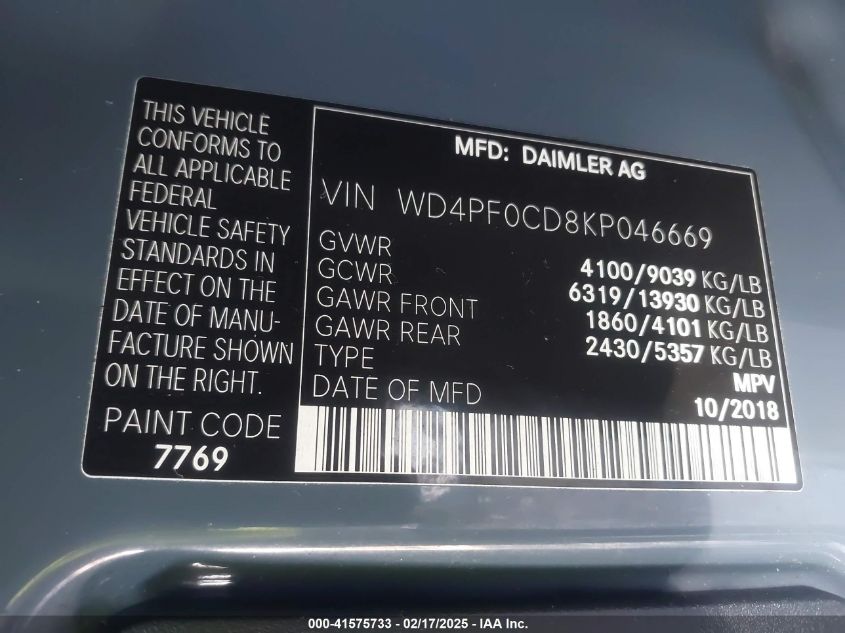 THIS VEHICLE
CONFORMS TO
ALL APPLICABLE
FEDERAL
VEHICLE SAFETY
STANDARDS IN
EFFECT ON THE
DATE OF MANU-
FACTURE SHOWN
ON THE RIGHT.
PAINT CODE
7769
MFD: DAIMLER AG
VIN WD4PF0CD8KP046669
GVWR 4100/9039 KG/LB
GCWR 6319/13930 KG/LB
GAWR FRONT 1860/4101 KG/LB
GAWR REAR 2430/5357 KG/LB
TYPE MPV
DATE OF MFD 10/2018
000-41575733 - 02/17/2025 - IAA Inc.